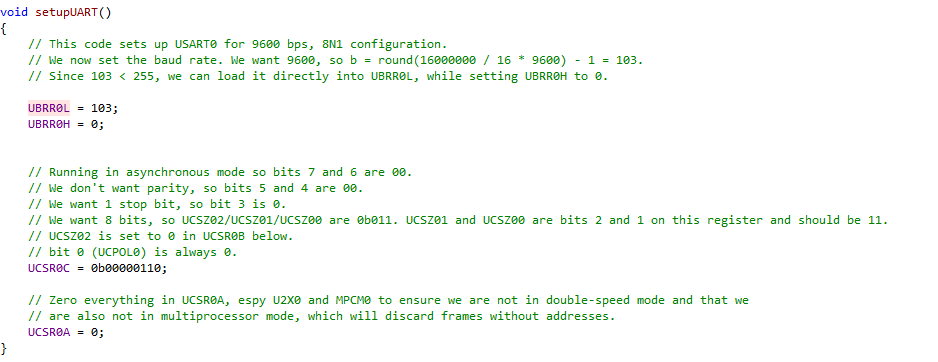 void setupUART()
{
// This code sets up USART0 for 9600 bps, 8N1 configuration.
// We now set the baud rate. We want 9600, so b = round(16000000 / 16 * 9600) - 1 = 103.
// Since 103 < 255, we can load it directly into UBRR0L, while setting UBRR0H to 0.
UBRR0L = 103;
UBRR0H = 0;
// Running in asynchronous mode so bits 7 and 6 are 00.
// We don't want parity, so bits 5 and 4 are 00.
// We want 1 stop bit, so bit 3 is 0.
// We want 8 bits, so UCSZ02/UCSZ01/UCSZ00 are 0b011. UCSZ01 and UCSZ00 are bits 2 and 1 on this register and should be 11.
// UCSZ02 is set to 0 in UCSR0B below.
// bit 0 (UCPOL0) is always 0.
UCSR0C = 0b00000110;
// Zero everything in UCSR0A, espy U2X0 and MPCM0 to ensure we are not in double-speed mode and that we
// are also not in multiprocessor mode, which will discard frames without addresses.
UCSR0A = 0;
}